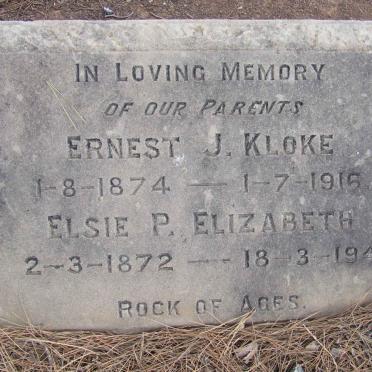 IN LOVING MEMORY
OF OUR PARENTS
ERNEST J. KLOKE
1-8-1874 — 1-7-1916
ELSIE P. ELIZABETH
2-3-1872 — 18-3-194
ROCK OF AGES.